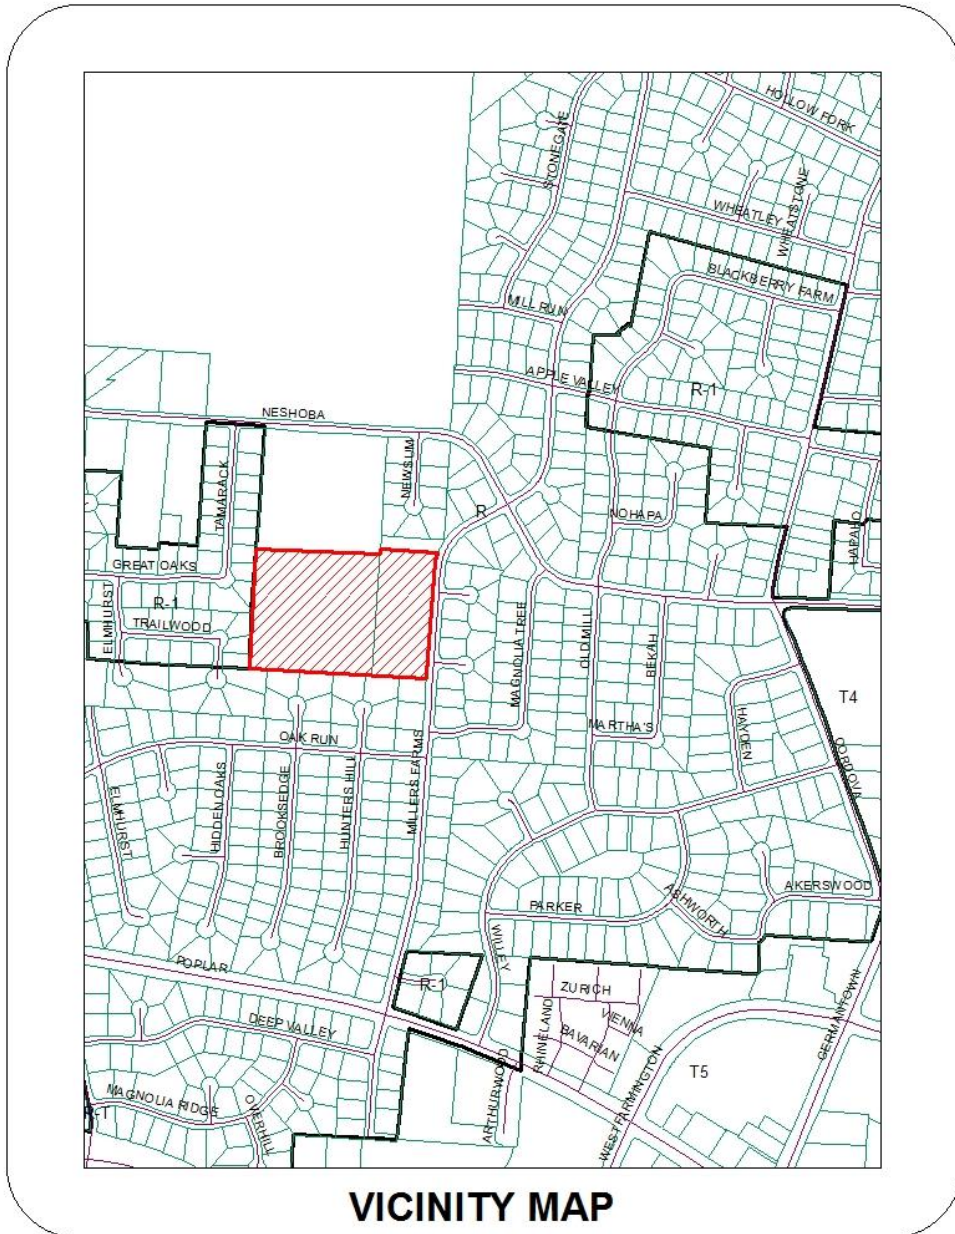 HOLLOW FORK
STONEGATE
WHEATLEY
WHEATSTONE
BLACKBERRY FARM
MILL RUN
APPLE VALLEY
R-1
NESHOBA
NEWSUM
TAMARACK
R
NOHAPA
HAPAHO
GREAT OAKS
R-1
ELMHURST
TRAILWOOD
MAGNOLIA TREE
OLD MILL
BEKAH
T4
MARTHA'S
HAYDEN
CORDOVA
OAK RUN
MILLERS FARMS
ELMHURST
HIDDEN OAKS
BROOKSEDGE
HUNTERS HILL
AKERSWOOD
ASHWORTH
PARKER
WILLEY
POPLAR
R-1
ZURICH
RHINELAND
VIENNA
BAVARIAN
GERMANTOWN
DEEP VALLEY
WEST FARMINGTON
T5
ARTHURWOOD
MAGNOLIA RIDGE
OVERHILL
R-T
VICINITY MAP